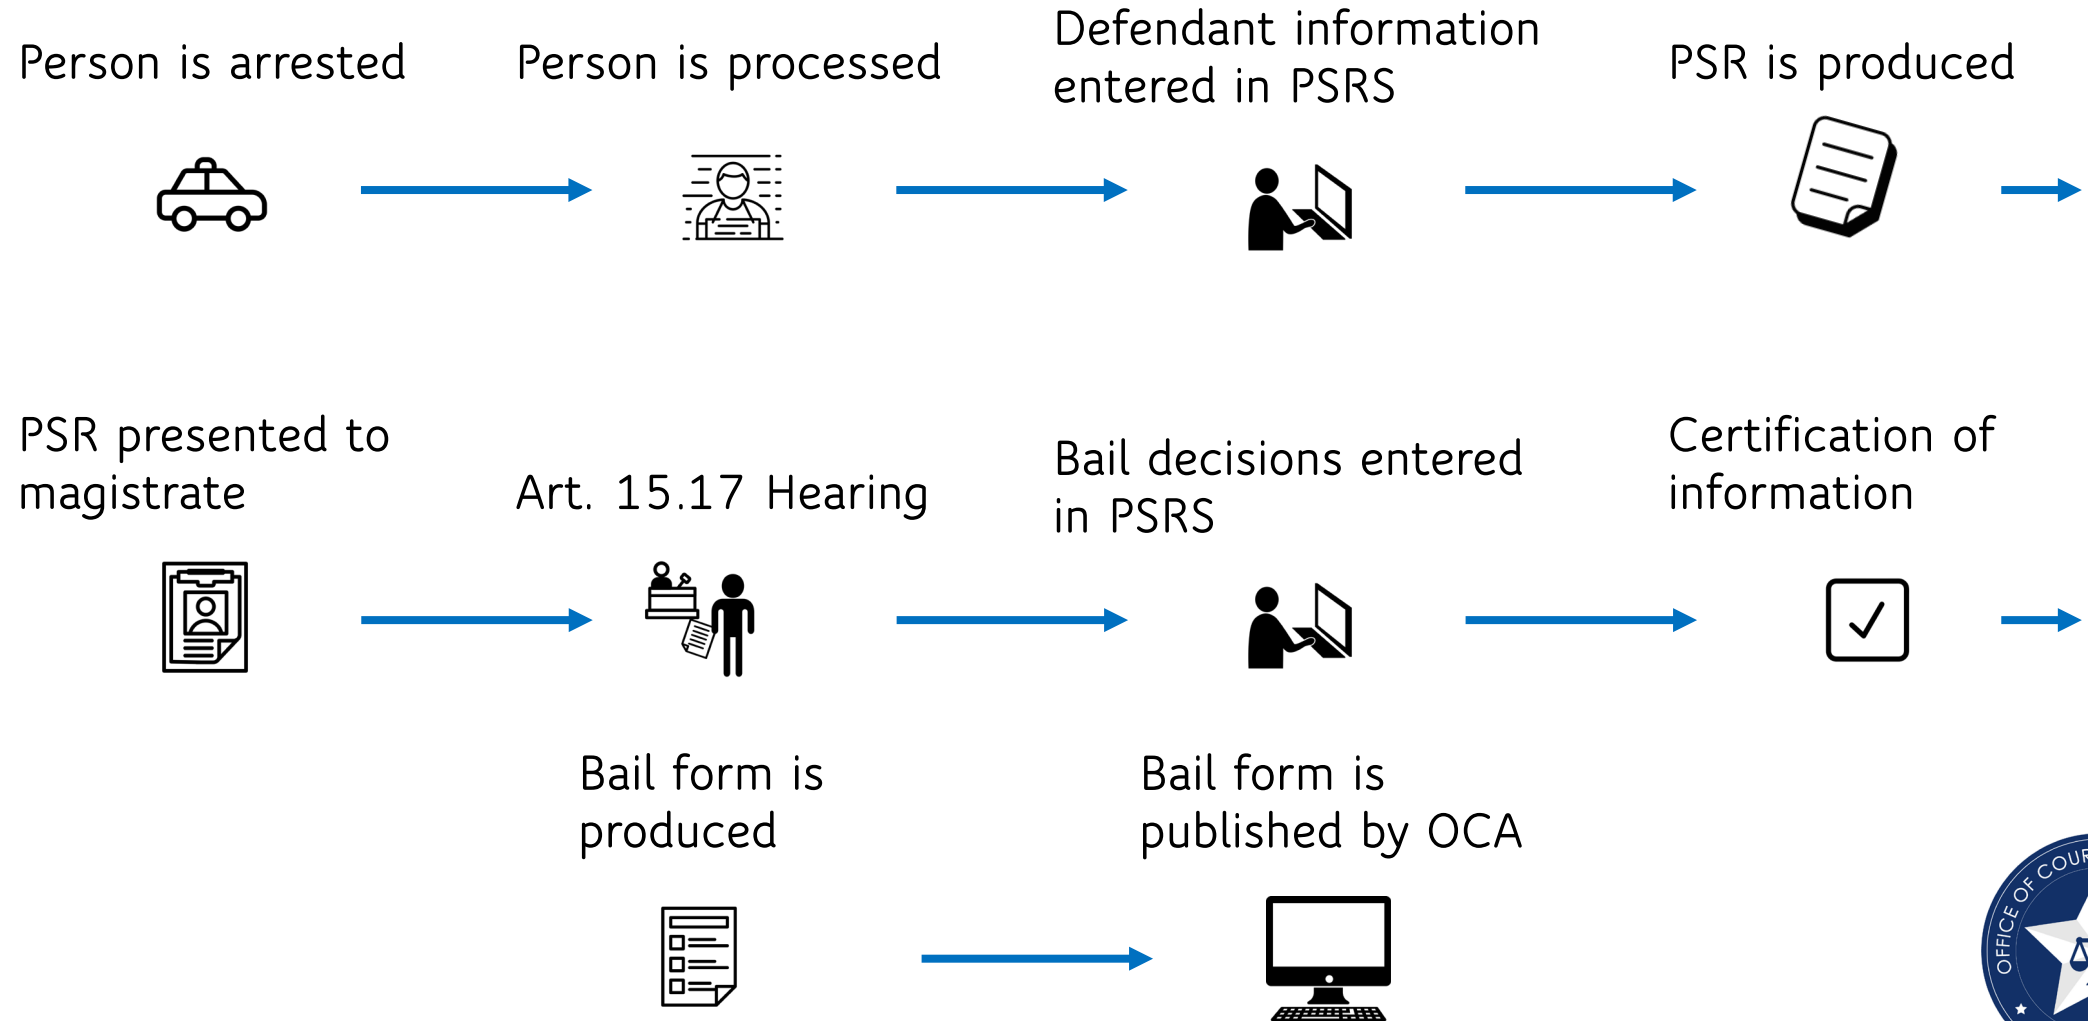 Person is arrested
Person is processed
Defendant information
entered in PSRS
PSR is produced
PSR presented to
magistrate
Art. 15.17 Hearing
Bail decisions entered
in PSRS
Certification of
information
Bail form is
produced
Bail form is
published by OCA
OFFICE OF COUR